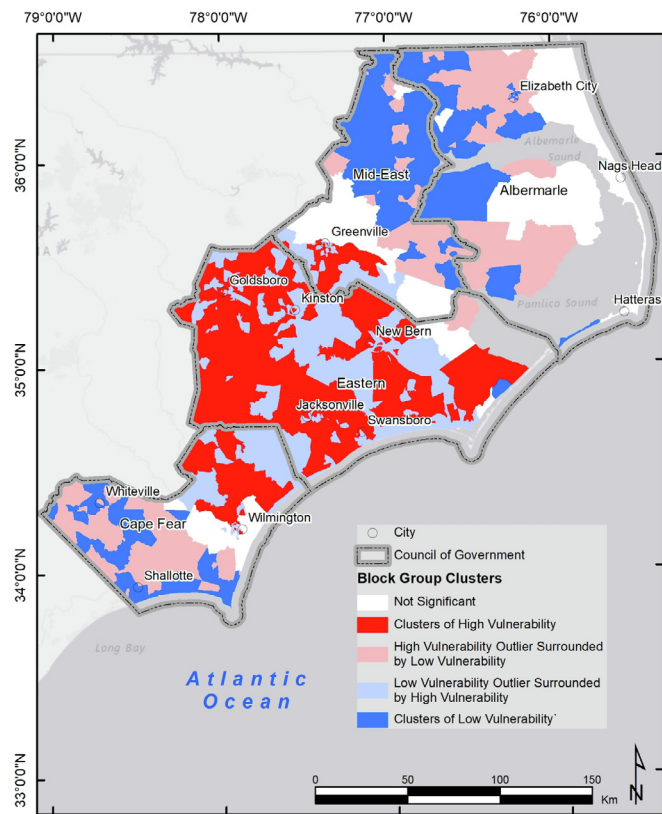 79°0'0"W
78°0'0"W
77°0'0"W
76°0'0"W
36°0'0"N
35°0'0"N
34°0'0"N
33°0'0"N
Elizabeth City
Albemarle
Sound
Nags Head
Mid-East
Albermarle
Greenville
Goldsboro
Kinston
Pamlico Sound
Hatteras
New Bern
Eastern
Jacksonville
Swansboro
Whiteville
Cape Fear
Wilmington
Shallotte
Long Bay
Atlantic
Ocean
City
Council of Government
Block Group Clusters
Not Significant
Clusters of High Vulnerability
High Vulnerability Outlier Surrounded
by Low Vulnerability
Low Vulnerability Outlier Surrounded
by High Vulnerability
Clusters of Low Vulnerability`
0 50 100 150
Km
N